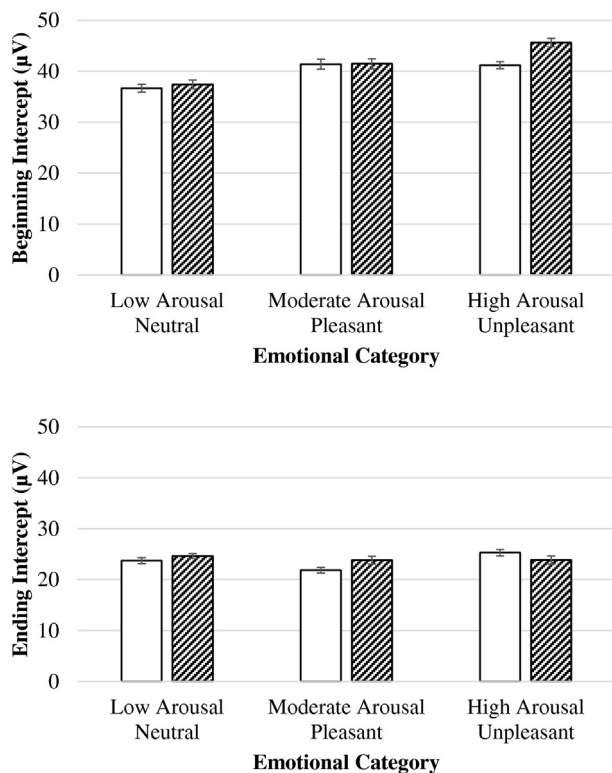 Beginning Intercept (µV)
50
40
30
20
10
0
Low Arousal Moderate Arousal High Arousal
Neutral Pleasant Unpleasant
Emotional Category
Ending Intercept (µV)
50
40
30
20
10
0
Low Arousal Moderate Arousal High Arousal
Neutral Pleasant Unpleasant
Emotional Category